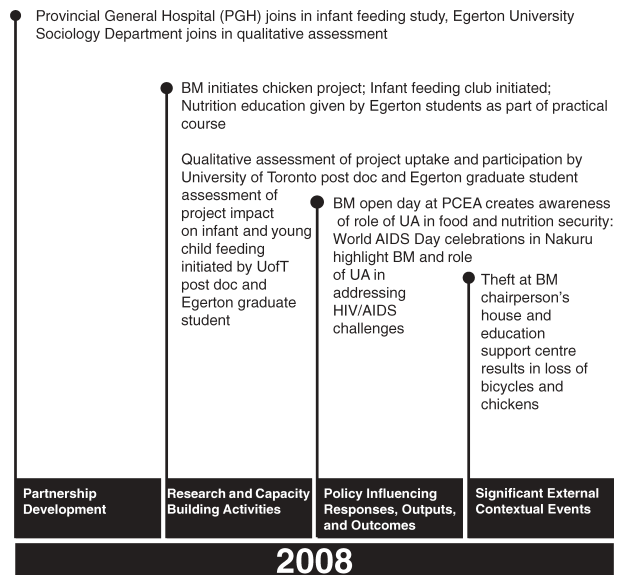 Provincial General Hospital (PGH) joins in infant feeding study, Egerton University
Sociology Department joins in qualitative assessment
BM initiates chicken project; Infant feeding club initiated;
Nutrition education given by Egerton students as part of practical
course
Qualitative assessment of project uptake and participation by
University of Toronto post doc and Egerton graduate student
assessment of
project impact
on infant and young
child feeding
initiated by UofT
post doc and
Egerton graduate
student
BM open day at PCEA creates awareness
of role of UA in food and nutrition security:
World AIDS Day celebrations in Nakuru
highlight BM and role
of UA in
addressing
HIV/AIDS
challenges
Theft at BM
chairperson's
house and
education
support centre
results in loss of
bicycles and
chickens
Partnership
Development
Research and Capacity
Building Activities
Policy Influencing
Responses, Outputs,
and Outcomes
Significant External
Contextual Events
2008